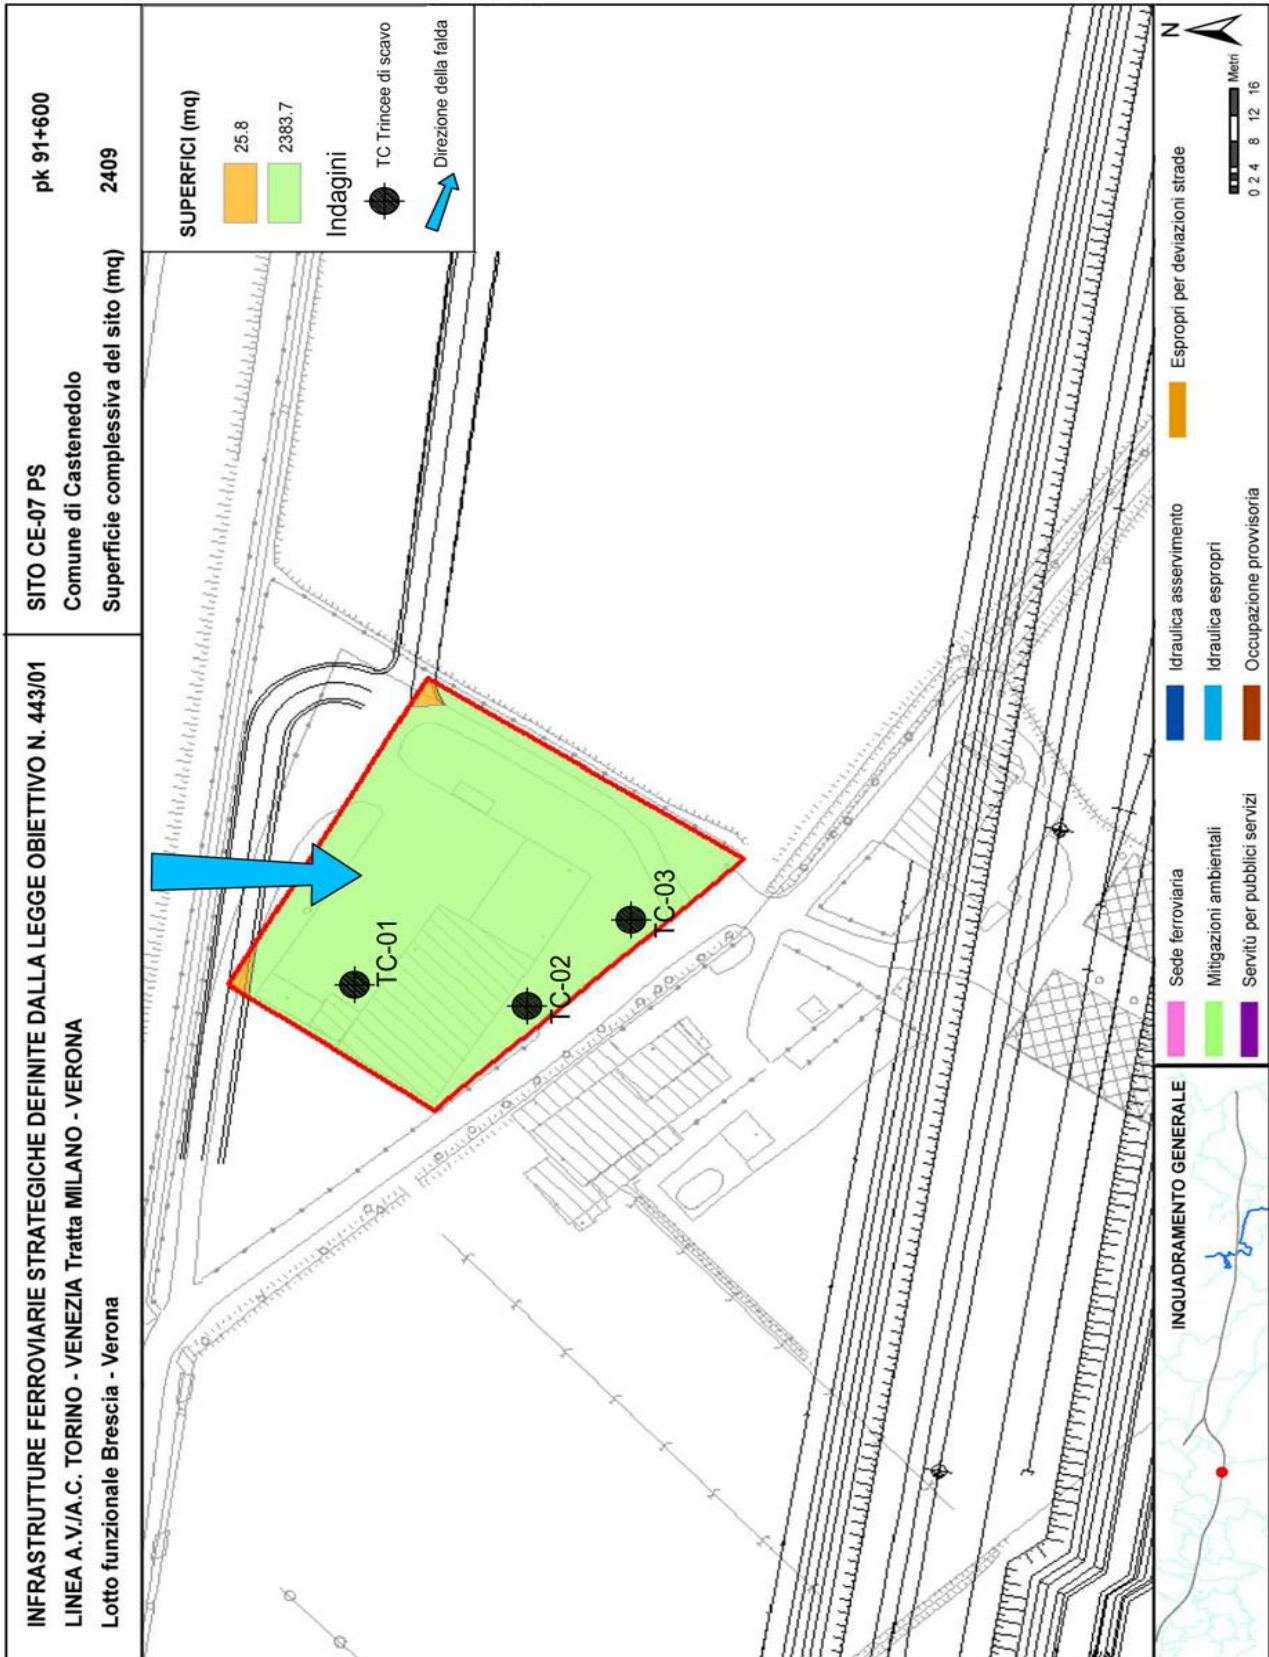 INFRASTRUTTURE FERROVIARIE STRATEGICHE DEFINITE DALLA LEGGE OBIETTIVO N. 443/01
LINEA A.V./A.C. TORINO - VENEZIA Tratta MILANO - VERONA
Lotto funzionale Brescia - Verona
SITO CE-07 PS
pk 91+600
Comune di Castenedolo
Superficie complessiva del sito (mq)
2409
SUPERFICI (mq)
25.8
2383.7
Indagini
TC Trincee di scavo
Direzione della falda
TC-01
TC-02
TC-03
INQUADRAMENTO GENERALE
Sede ferroviaria
Mitigazioni ambientali
Servitù per pubblici servizi
Idraulica asservimento
Idraulica espropri
Occupazione provvisoria
Espropri per deviazioni strade
N
0 2 4 8 12 16
Metri